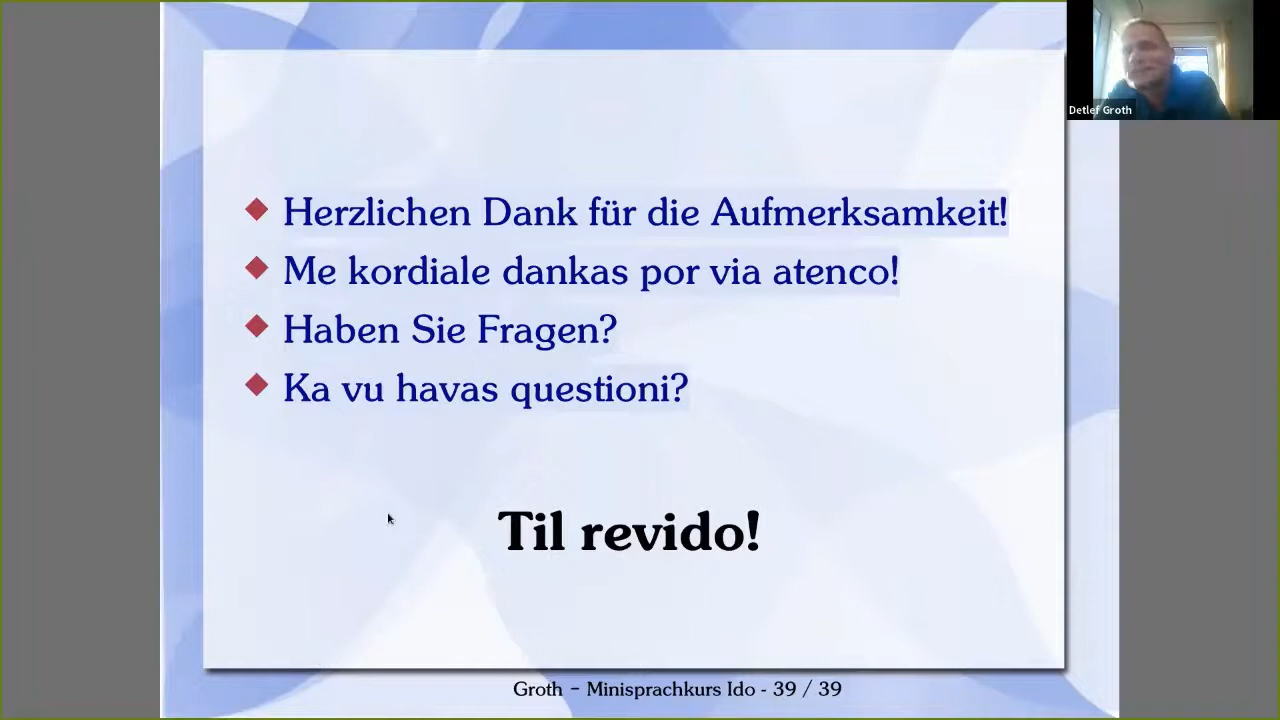 Detlef Groth
Herzlichen Dank für die Aufmerksamkeit!
Me kordiale dankas por via atenco!
Haben Sie Fragen?
Ka vu havas questioni?
Til revido!
Groth - Minisprachkurs Ido - 39 / 39